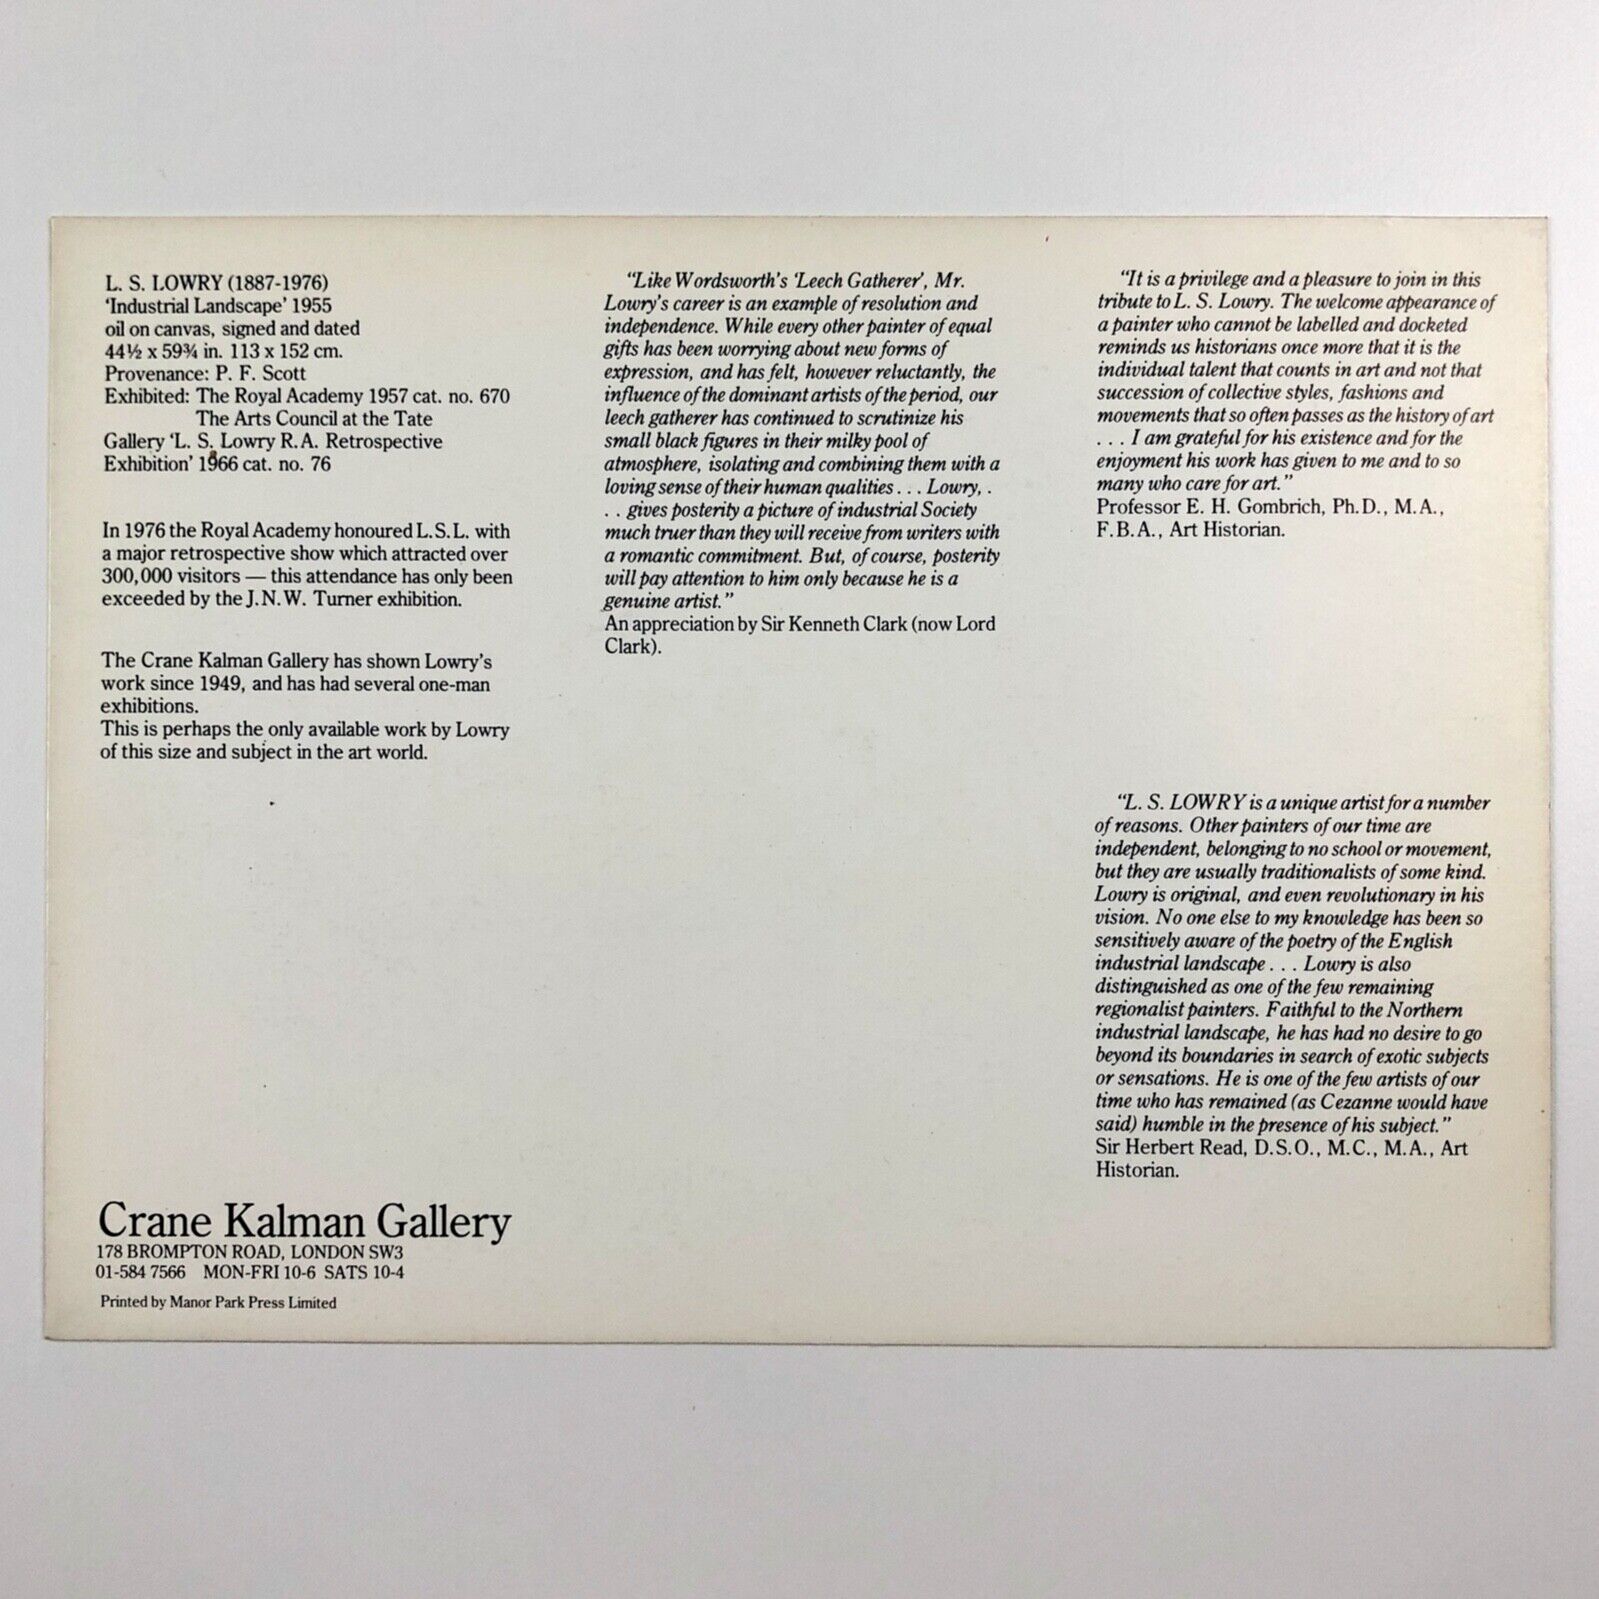 L. S. LOWRY (1887-1976)
‘Industrial Landscape’ 1955
oil on canvas, signed and dated
44½ x 59¾ in. 113 x 152 cm.
Provenance: P. F. Scott
Exhibited: The Royal Academy 1957 cat. no. 670
The Arts Council at the Tate
Gallery ‘L. S. Lowry R.A. Retrospective
Exhibition’ 1966 cat. no. 76
In 1976 the Royal Academy honoured L.S.L. with
a major retrospective show which attracted over
300,000 visitors — this attendance has only been
exceeded by the J.N.W. Turner exhibition.
The Crane Kalman Gallery has shown Lowry’s
work since 1949, and has had several one-man
exhibitions.
This is perhaps the only available work by Lowry
of this size and subject in the art world.
Crane Kalman Gallery
178 BROMPTON ROAD, LONDON SW3
01-584 7566 MON-FRI 10-6 SATS 10-4
Printed by Manor Park Press Limited
“Like Wordsworth’s ‘Leech Gatherer’, Mr.
Lowry’s career is an example of resolution and
independence. While every other painter of equal
gifts has been worrying about new forms of
expression, and has felt, however reluctantly, the
influence of the dominant artists of the period, our
leech gatherer has continued to scrutinize his
small black figures in their milky pool of
atmosphere, isolating and combining them with a
loving sense of their human qualities . . . Lowry, .
. . gives posterity a picture of industrial Society
much truer than they will receive from writers with
a romantic commitment. But, of course, posterity
will pay attention to him only because he is a
genuine artist.”
An appreciation by Sir Kenneth Clark (now Lord
Clark).
“It is a privilege and a pleasure to join in this
tribute to L. S. Lowry. The welcome appearance of
a painter who cannot be labelled and docketed
reminds us historians once more that it is the
individual talent that counts in art and not that
succession of collective styles, fashions and
movements that so often passes as the history of art
. . . I am grateful for his existence and for the
enjoyment his work has given to me and to so
many who care for art.”
Professor E. H. Gombrich, Ph.D., M.A.,
F.B.A., Art Historian.
“L. S. LOWRY is a unique artist for a number
of reasons. Other painters of our time are
independent, belonging to no school or movement,
but they are usually traditionalists of some kind.
Lowry is original, and even revolutionary in his
vision. No one else to my knowledge has been so
sensitively aware of the poetry of the English
industrial landscape . . . Lowry is also
distinguished as one of the few remaining
regionalist painters. Faithful to the Northern
industrial landscape, he has had no desire to go
beyond its boundaries in search of exotic subjects
or sensations. He is one of the few artists of our
time who has remained (as Cezanne would have
said) humble in the presence of his subject.”
Sir Herbert Read, D.S.O., M.C., M.A., Art
Historian.